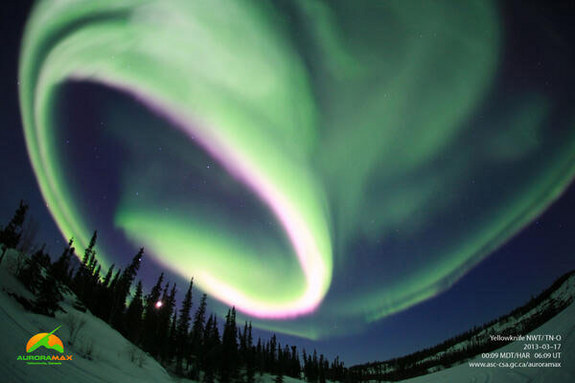 AURORAMAX
Yellowknife NWT/TN-O
2013-03-17
00:09 MDT/HAR   06:09 UT
www.asc-csa.gc.ca/auroramax